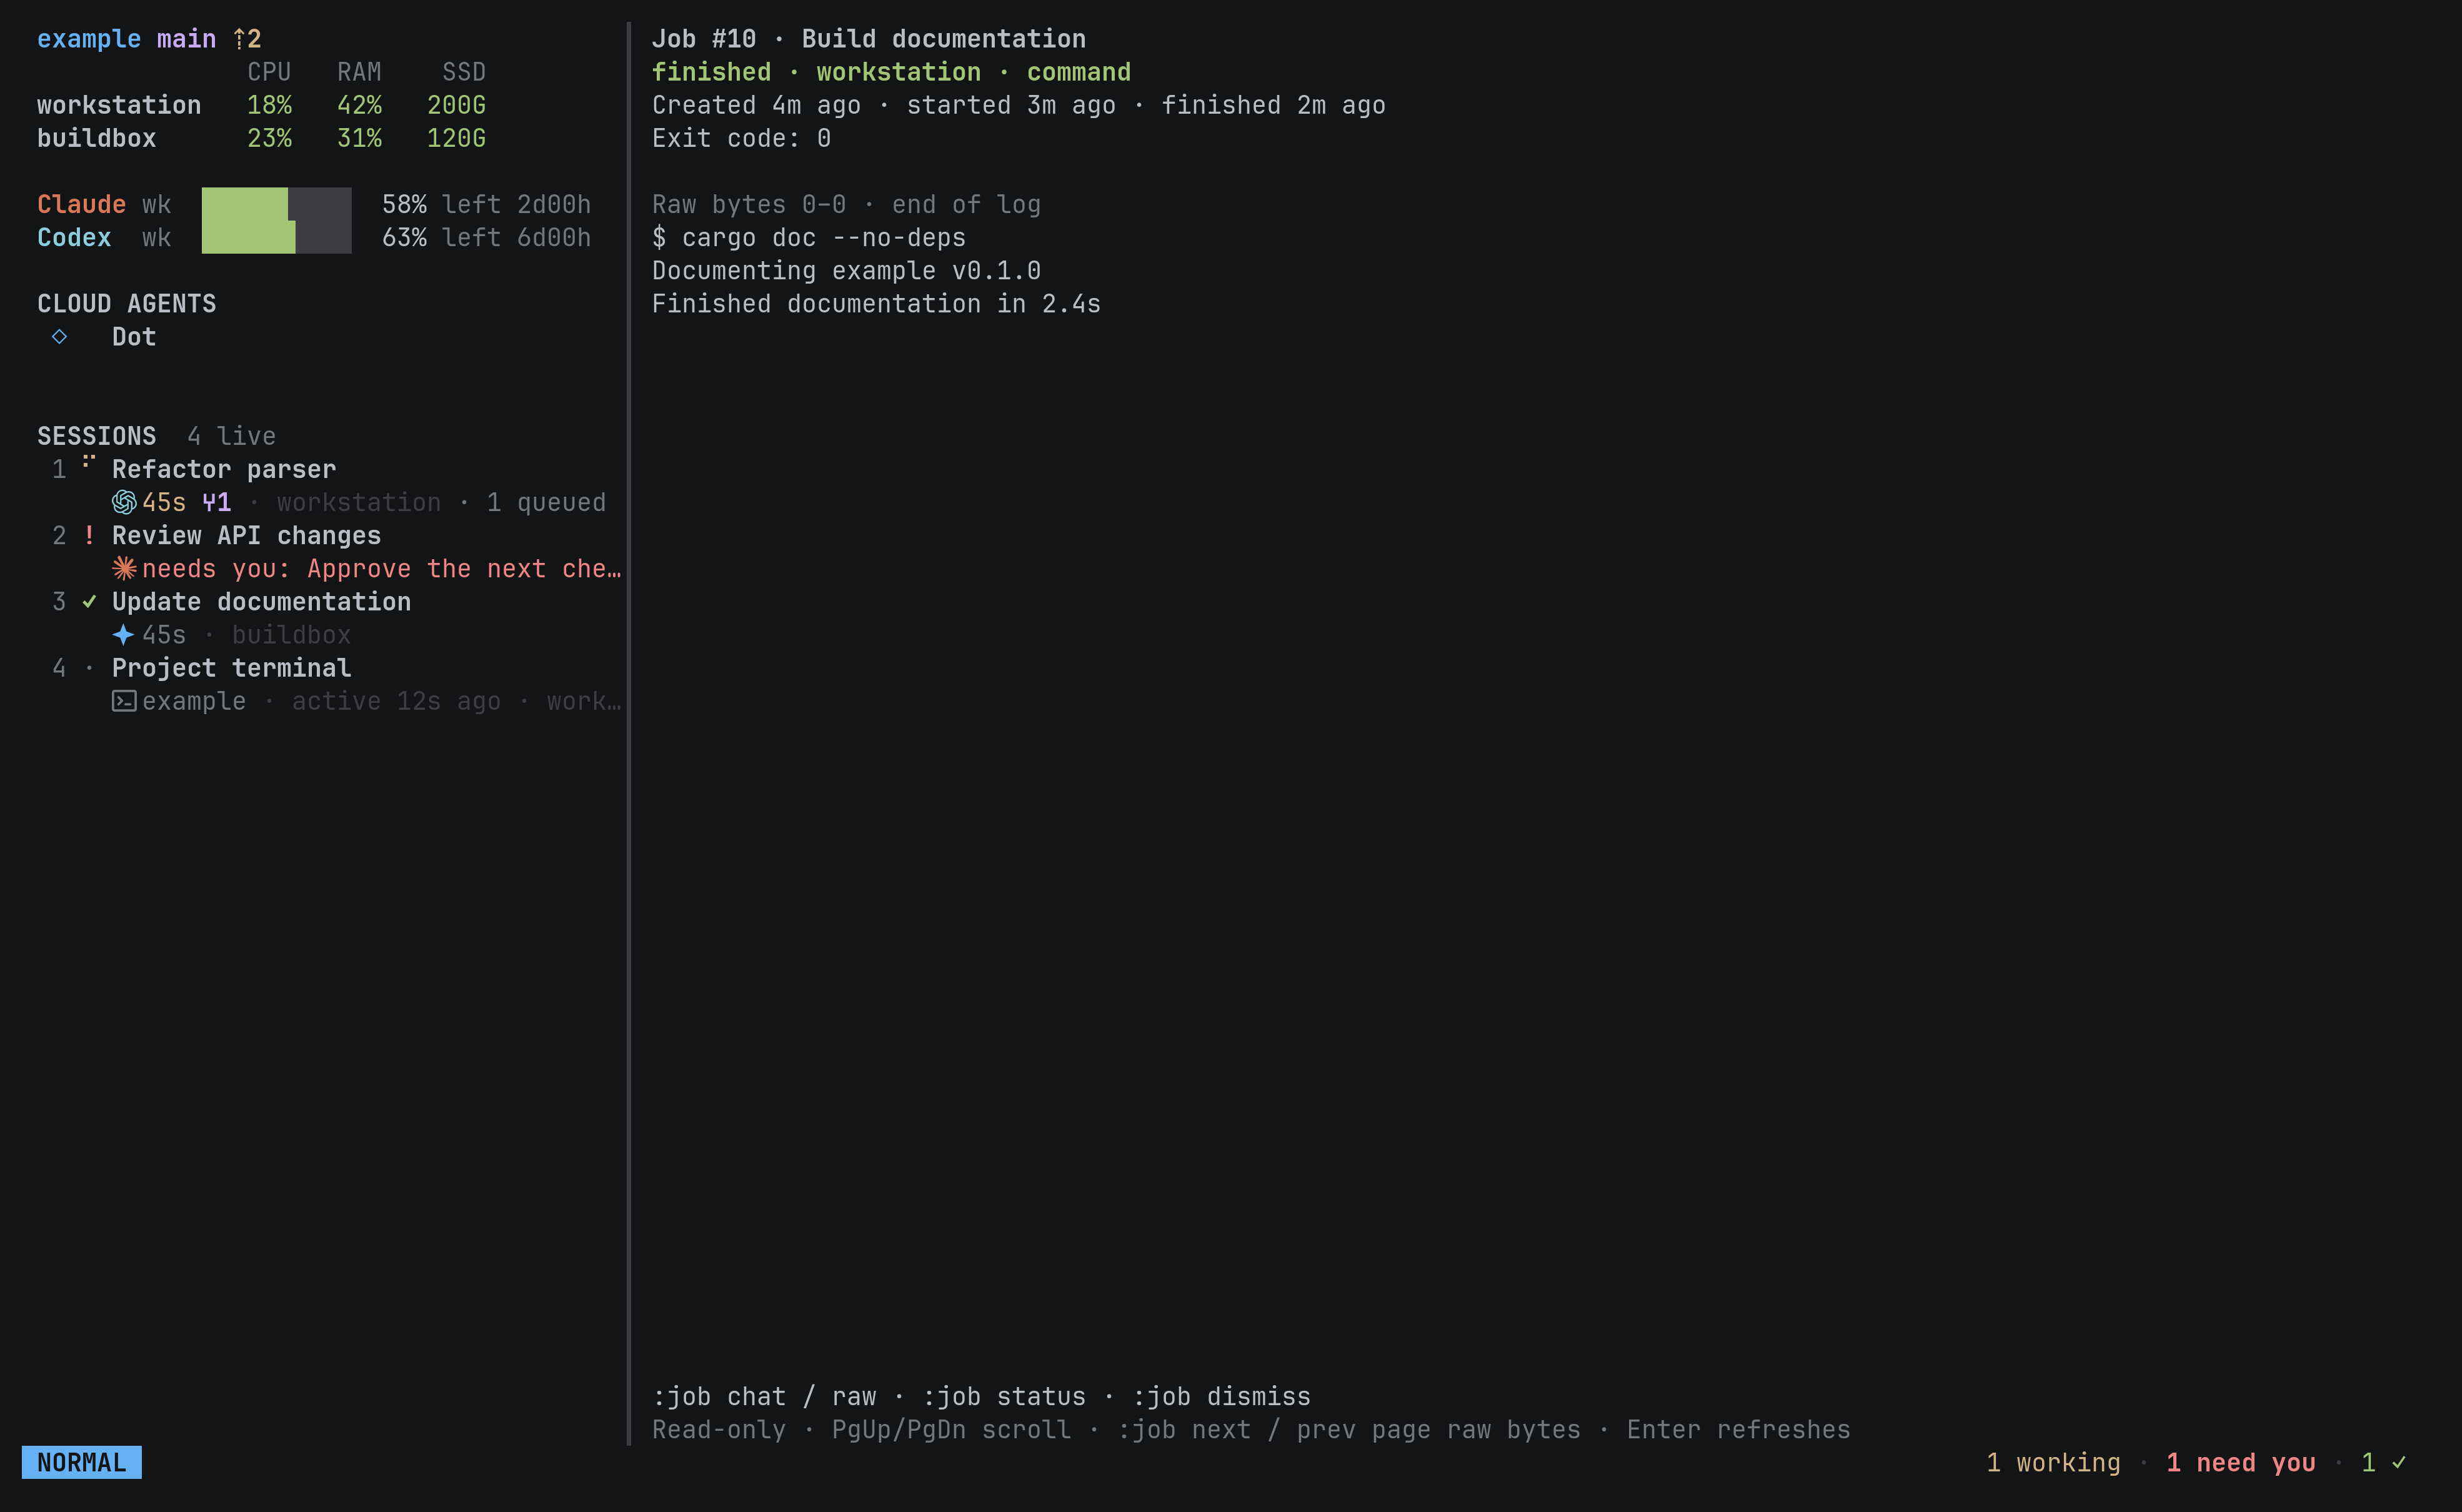 example main ⇡2
CPU RAM SSD
workstation 18% 42% 200G
buildbox 23% 31% 120G
Claude wk 58% left 2d00h
Codex wk 63% left 6d00h
CLOUD AGENTS
◇ Dot
SESSIONS 4 live
1 Refactor parser
45s ⑂1 · workstation · 1 queued
2 ! Review API changes
needs you: Approve the next che…
3 ✓ Update documentation
45s · buildbox
4 · Project terminal
example · active 12s ago · work…
Job #10 · Build documentation
finished · workstation · command
Created 4m ago · started 3m ago · finished 2m ago
Exit code: 0
Raw bytes 0–0 · end of log
$ cargo doc --no-deps
Documenting example v0.1.0
Finished documentation in 2.4s
:job chat / raw · :job status · :job dismiss
Read-only · PgUp/PgDn scroll · :job next / prev page raw bytes · Enter refreshes
NORMAL
1 working · 1 need you · 1 ✓